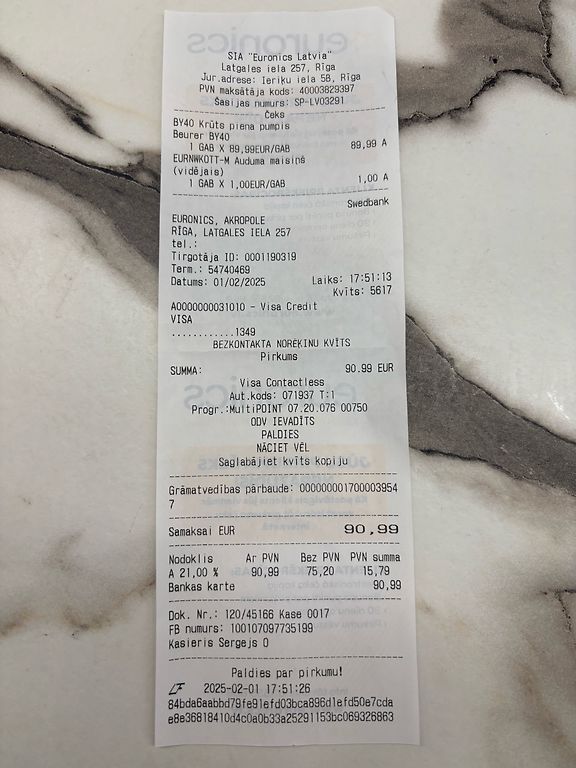 SIA "Euronics Latvia"
Latgales iela 257, Rīga
Jur.adrese: Ieriķu iela 5B, Rīga
PVN maksātāja kods: 40003829397
Sasijas numurs: SP-LV03291
Čeks
BY40 Krūts piena pumpis
Beurer BY40
1 GAB X 89,99EUR/GAB 89,99 A
EURNWKOTT-M Auduma maisiņš
(vidējais)
1 GAB X 1,00EUR/GAB 1,00 A
Swedbank
EURONICS, AKROPOLE
RĪGA, LATGALES IELA 257
tel.:
Tirgotāja ID: 0001190319
Term.: 54740469
Datums: 01/02/2025 Laiks: 17:51:13
Kvīts: 5617
A0000000031010 - Visa Credit
VISA
............1349
BEZKONTAKTA NORĒĶINU KVĪTS
Pirkums
SUMMA: 90.99 EUR
Visa Contactless
Aut.kods: 071937 T:1
Progr.:MultiPOINT 07.20.076 00750
ODV IEVADĪTS
PALDIES
NĀCIET VĒL
Saglabājiet kvīts kopiju
Grāmatvedības pārbaude: 000000001700003954
7
Samaksai EUR 90,99
Nodoklis Ar PVN Bez PVN PVN summa
A 21,00 % 90,99 75,20 15,79
Bankas karte 90,99
Dok. Nr.: 120/45166 Kase 0017
FB numurs: 100107097735199
Kasieris Sergejs O
Paldies par pirkumu!
LF 2025-02-01 17:51:26
84bda6aabbd79fe91efd03bca896d1efd50e7cda
e8e36818410d4c0a0b33a25291153bc069326863